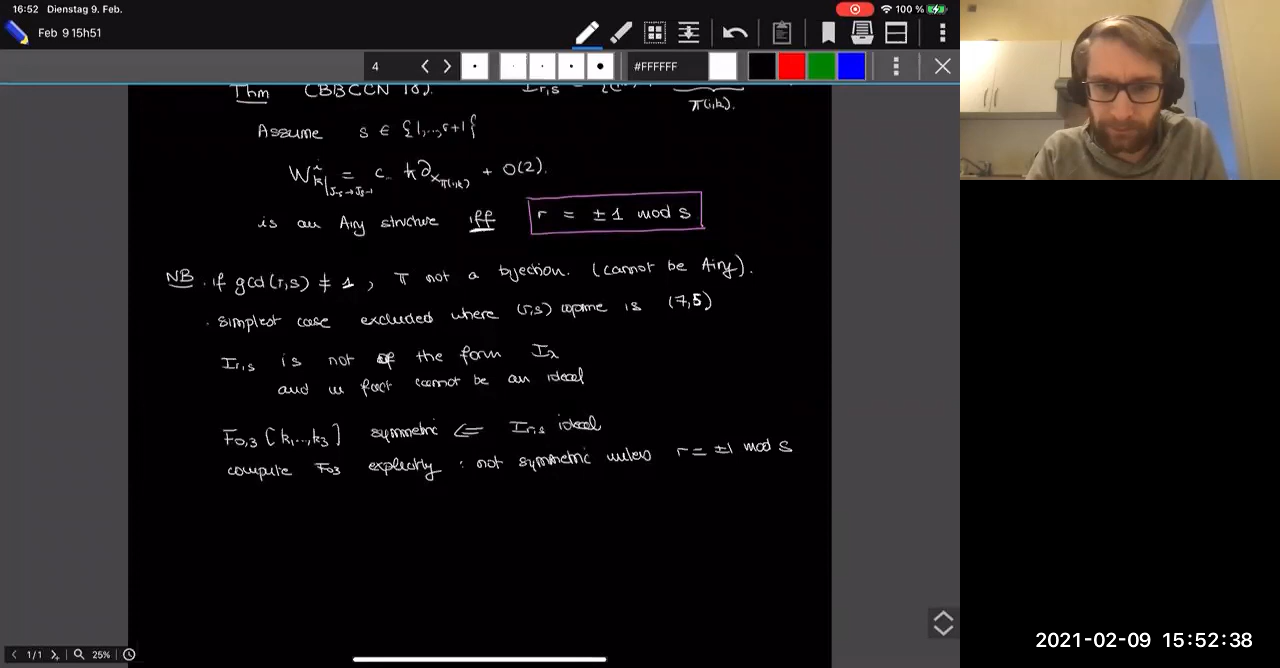 16:52 Dienstag 9. Feb.
100 %
Feb 9 15h51
4
#FFFFFF
Thm (BBCCN 18).
π(i,k).
Assume s ∈ {1,...,r+1}
W^i_k|_{J_{-s}→J_{-s}-1} = c.. ħ∂_{x_{π(i,k)}} + O(2).
is an Airy structure iff r = ±1 mod s
NB . if gcd(r,s) ≠ 1, π not a bijection. (cannot be Airy).
. simplest case excluded where (r,s) coprime is (7,5)
I_{r,s} is not of the form I_λ
and in fact cannot be an ideal
F_{0,3}[k_1,...,k_3] symmetric ⇐ I_{r,s} ideal
compute F_{03} explicitly : not symmetric unless r = ±1 mod s
1/1 25%
2021-02-09 15:52:38